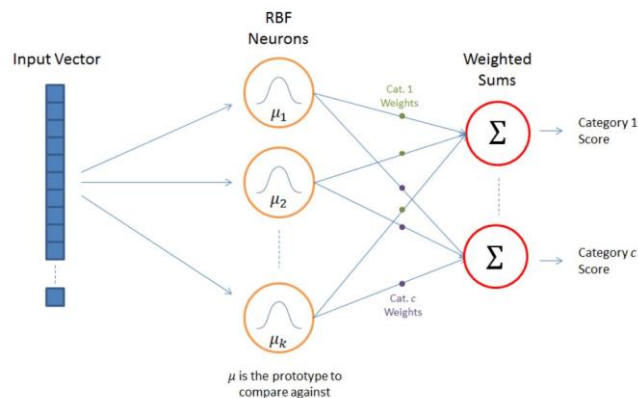 Input Vector
RBF
Neurons
Weighted
Sums
Cat. 1
Weights
μ₁
Σ
Category 1
Score
μ₂
Σ
Category c
Score
Cat. c
Weights
μₖ
μ is the prototype to
compare against